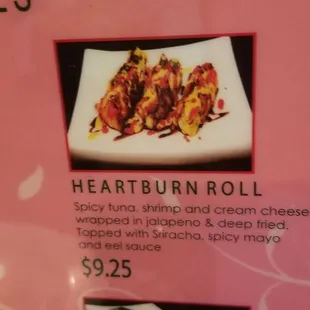 HEARTBURN ROLL
Spicy tuna, shrimp and cream cheese
wrapped in jalapeno & deep fried.
Topped with Sriracha, spicy mayo
and eel sauce
$9.25